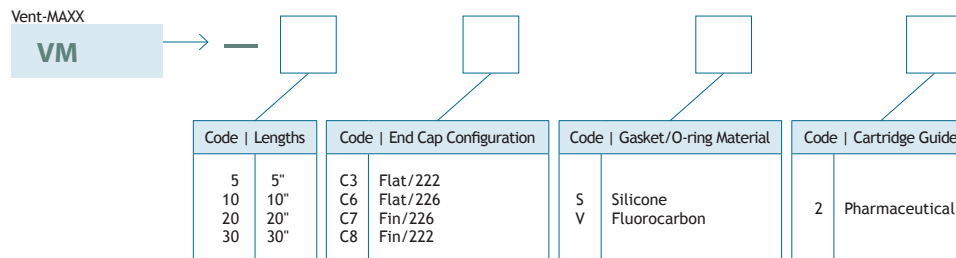 Vent-MAXX
VM —
Code | Lengths
5 5"
10 10"
20 20"
30 30"
Code | End Cap Configuration
C3 Flat/222
C6 Flat/226
C7 Fin/226
C8 Fin/222
Code | Gasket/O-ring Material
S Silicone
V Fluorocarbon
Code | Cartridge Guide
2 Pharmaceutical